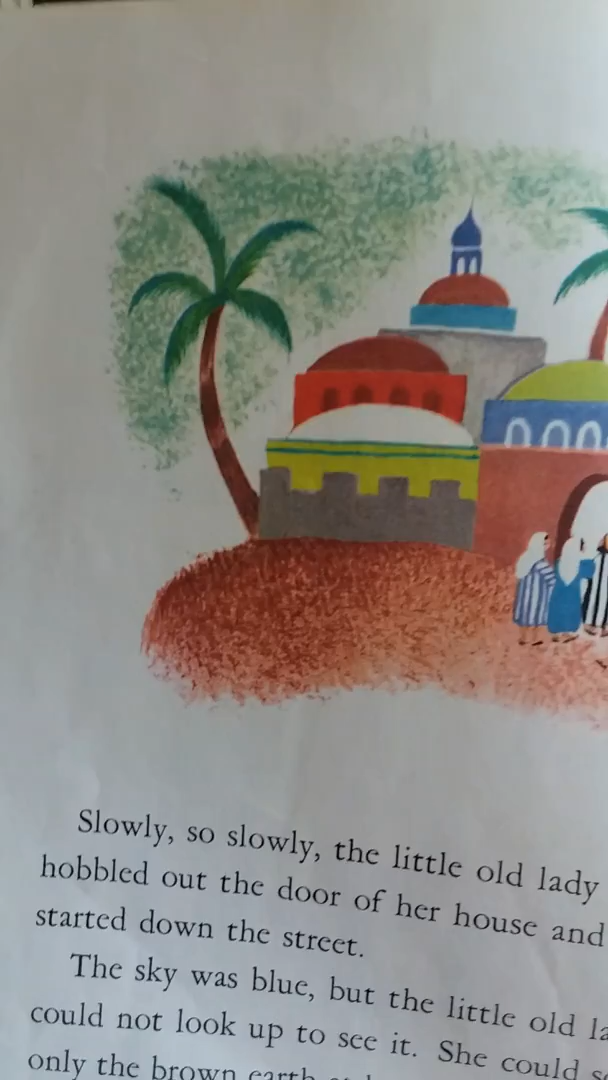 Slowly, so slowly, the little old lady
hobbled out the door of her house and
started down the street.
The sky was blue, but the little old
could not look up to see it. She could
only the brown earth